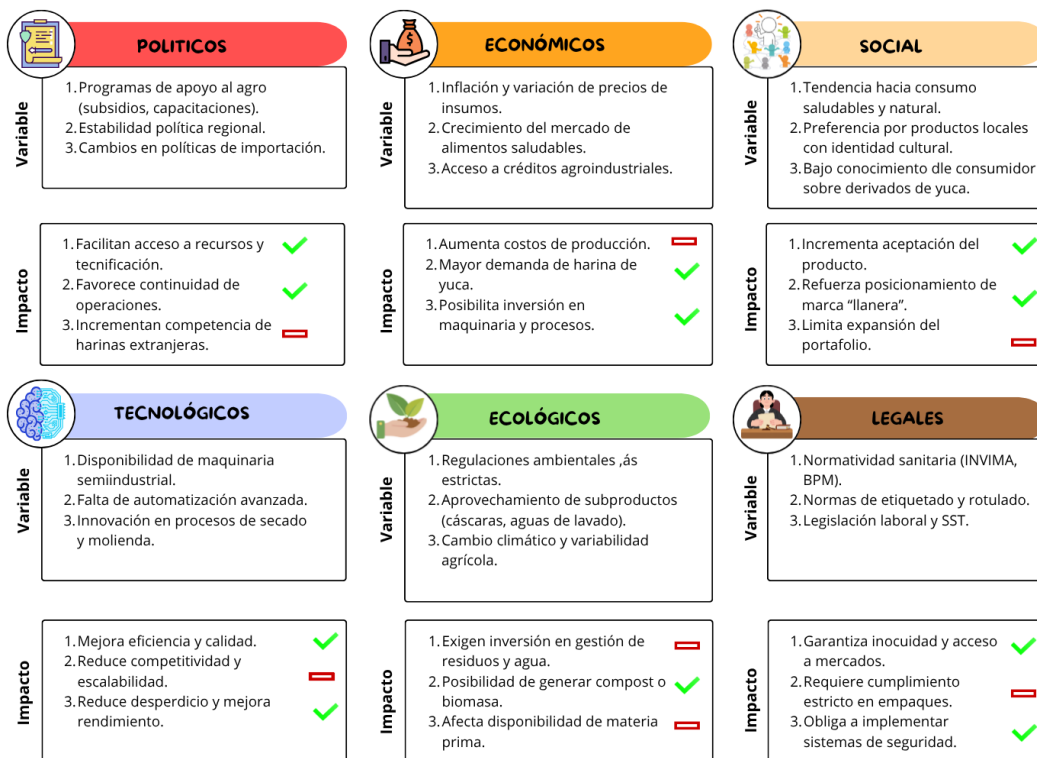 POLITICOS
Variable
1. Programas de apoyo al agro
(subsidios, capacitaciones).
2. Estabilidad política regional.
3. Cambios en políticas de importación.
Impacto
1. Facilitan acceso a recursos y
tecnificación.
2. Favorece continuidad de
operaciones.
3. Incrementan competencia de
harinas extranjeras.
ECONÓMICOS
Variable
1. Inflación y variación de precios de
insumos.
2. Crecimiento del mercado de
alimentos saludables.
3. Acceso a créditos agroindustriales.
Impacto
1. Aumenta costos de producción.
2. Mayor demanda de harina de
yuca.
3. Posibilita inversión en
maquinaria y procesos.
SOCIAL
Variable
1. Tendencia hacia consumo
saludables y natural.
2. Preferencia por productos locales
con identidad cultural.
3. Bajo conocimiento dle consumidor
sobre derivados de yuca.
Impacto
1. Incrementa aceptación del
producto.
2. Refuerza posicionamiento de
marca “llanera”.
3. Limita expansión del
portafolio.
TECNOLÓGICOS
Variable
1. Disponibilidad de maquinaria
semiindustrial.
2. Falta de automatización avanzada.
3. Innovación en procesos de secado
y molienda.
Impacto
1. Mejora eficiencia y calidad.
2. Reduce competitividad y
escalabilidad.
3. Reduce desperdicio y mejora
rendimiento.
ECOLÓGICOS
Variable
1. Regulaciones ambientales ,ás
estrictas.
2. Aprovechamiento de subproductos
(cáscaras, aguas de lavado).
3. Cambio climático y variabilidad
agrícola.
Impacto
1. Exigen inversión en gestión de
residuos y agua.
2. Posibilidad de generar compost o
biomasa.
3. Afecta disponibilidad de materia
prima.
LEGALES
Variable
1. Normatividad sanitaria (INVIMA,
BPM).
2. Normas de etiquetado y rotulado.
3. Legislación laboral y SST.
Impacto
1. Garantiza inocuidad y acceso
a mercados.
2. Requiere cumplimiento
estricto en empaques.
3. Obliga a implementar
sistemas de seguridad.